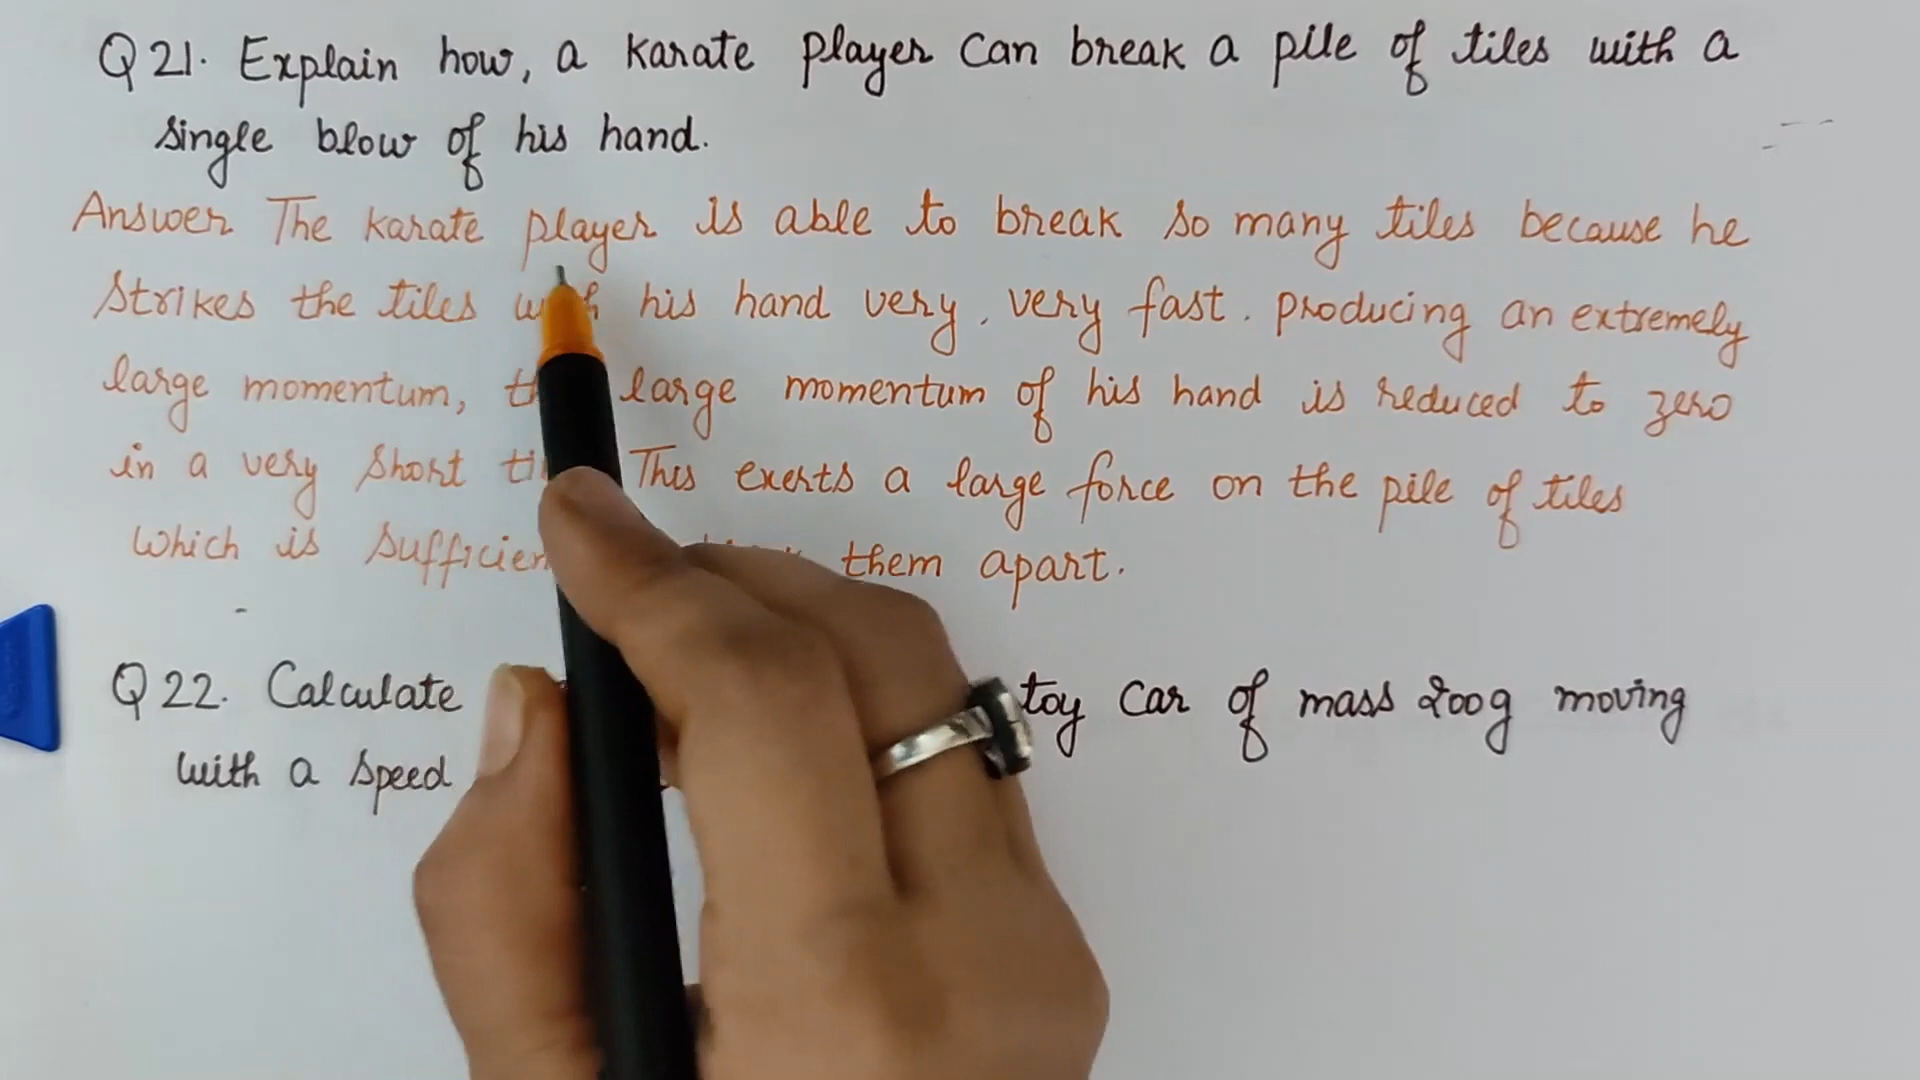 Q 21. Explain how, a karate player can break a pile of tiles with a
single blow of his hand.
Answer The karate player is able to break so many tiles because he
strikes the tiles with his hand very, very fast. producing an extremely
large momentum, large momentum of his hand is reduced to zero
in a very short This exerts a large force on the pile of tiles
which is them apart.
Q 22. Calculate toy car of mass 200g moving
with a speed